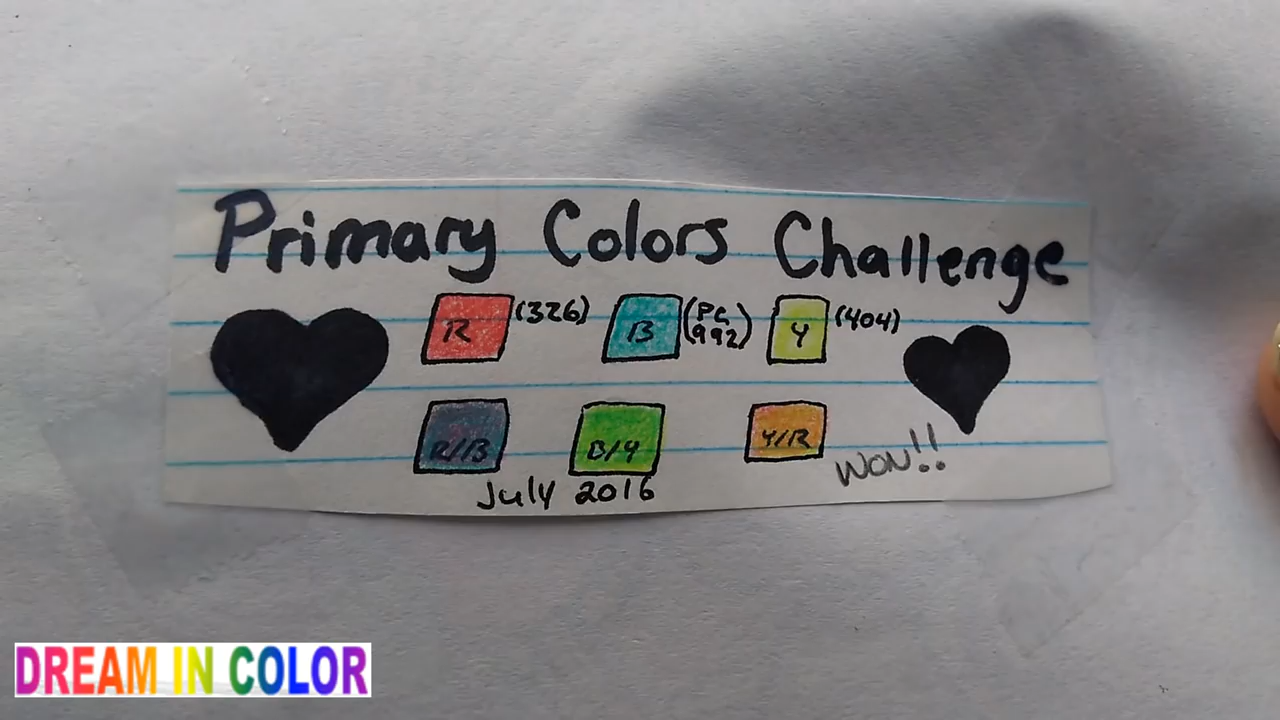 Primary Colors Challenge
R (326) B (PC 992) Y (404)
R/B B/Y Y/R
WON!!
July 2016
DREAM IN COLOR